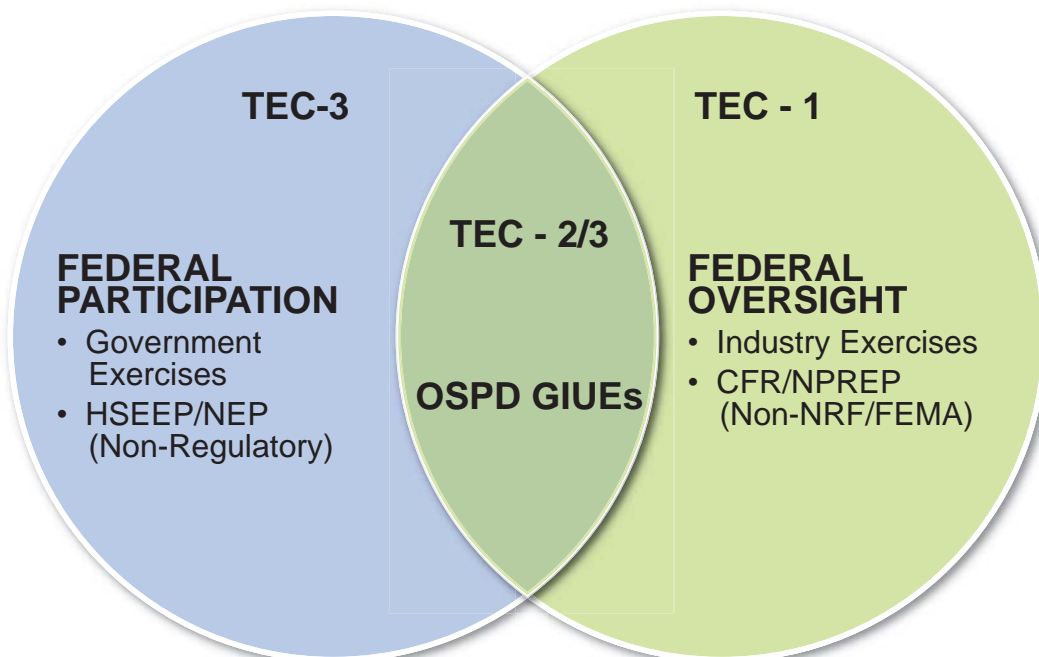 TEC-3
FEDERAL
PARTICIPATION
• Government
Exercises
• HSEEP/NEP
(Non-Regulatory)
TEC - 2/3
OSPD GIUEs
TEC - 1
FEDERAL
OVERSIGHT
• Industry Exercises
• CFR/NPREP
(Non-NRF/FEMA)